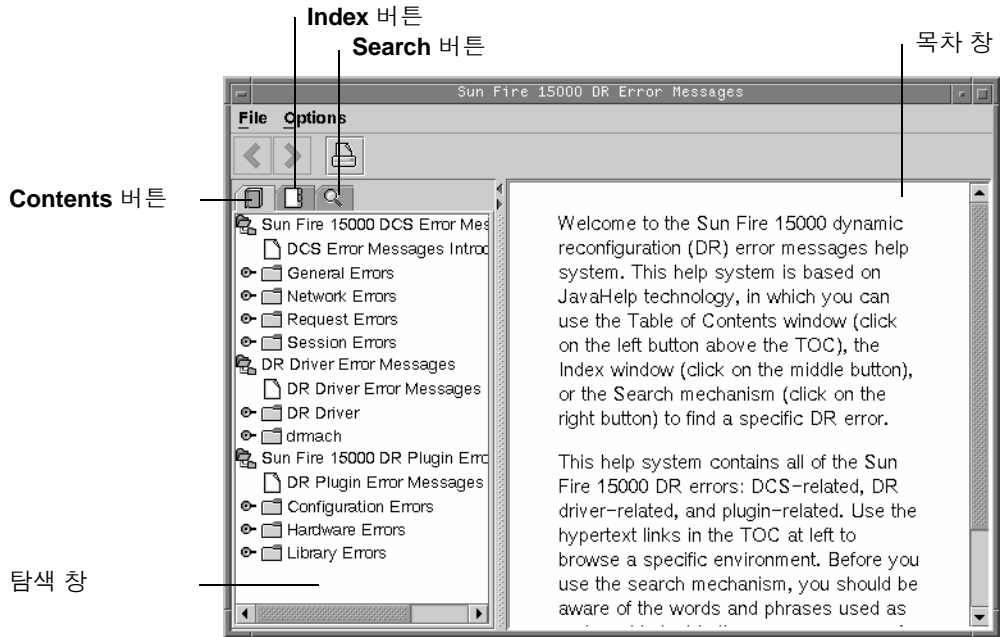 Index 버튼
Search 버튼
목차 창
Sun Fire 15000 DR Error Messages
File Options
Contents 버튼
Sun Fire 15000 DCS Error Mes
DCS Error Messages Introd
General Errors
Network Errors
Request Errors
Session Errors
DR Driver Error Messages
DR Driver Error Messages
DR Driver
drmach
Sun Fire 15000 DR Plugin Erro
DR Plugin Error Messages
Configuration Errors
Hardware Errors
Library Errors
탐색 창
Welcome to the Sun Fire 15000 dynamic
reconfiguration (DR) error messages help
system. This help system is based on
JavaHelp technology, in which you can
use the Table of Contents window (click
on the left button above the TOC), the
Index window (click on the middle button),
or the Search mechanism (click on the
right button) to find a specific DR error.
This help system contains all of the Sun
Fire 15000 DR errors: DCS-related, DR
driver-related, and plugin-related. Use the
hypertext links in the TOC at left to
browse a specific environment. Before you
use the search mechanism, you should be
aware of the words and phrases used as